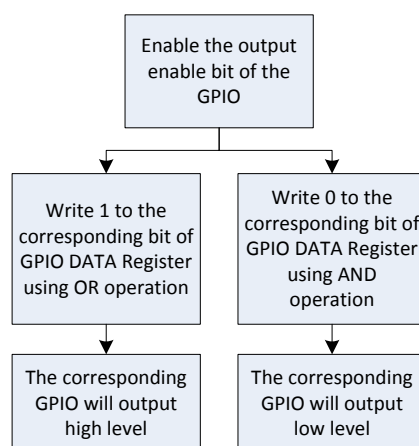 Enable the output
enable bit of the
GPIO
Write 1 to the
corresponding bit of
GPIO DATA Register
using OR operation
Write 0 to the
corresponding bit of
GPIO DATA Register
using AND
operation
The corresponding
GPIO will output
high level
The corresponding
GPIO will output
low level